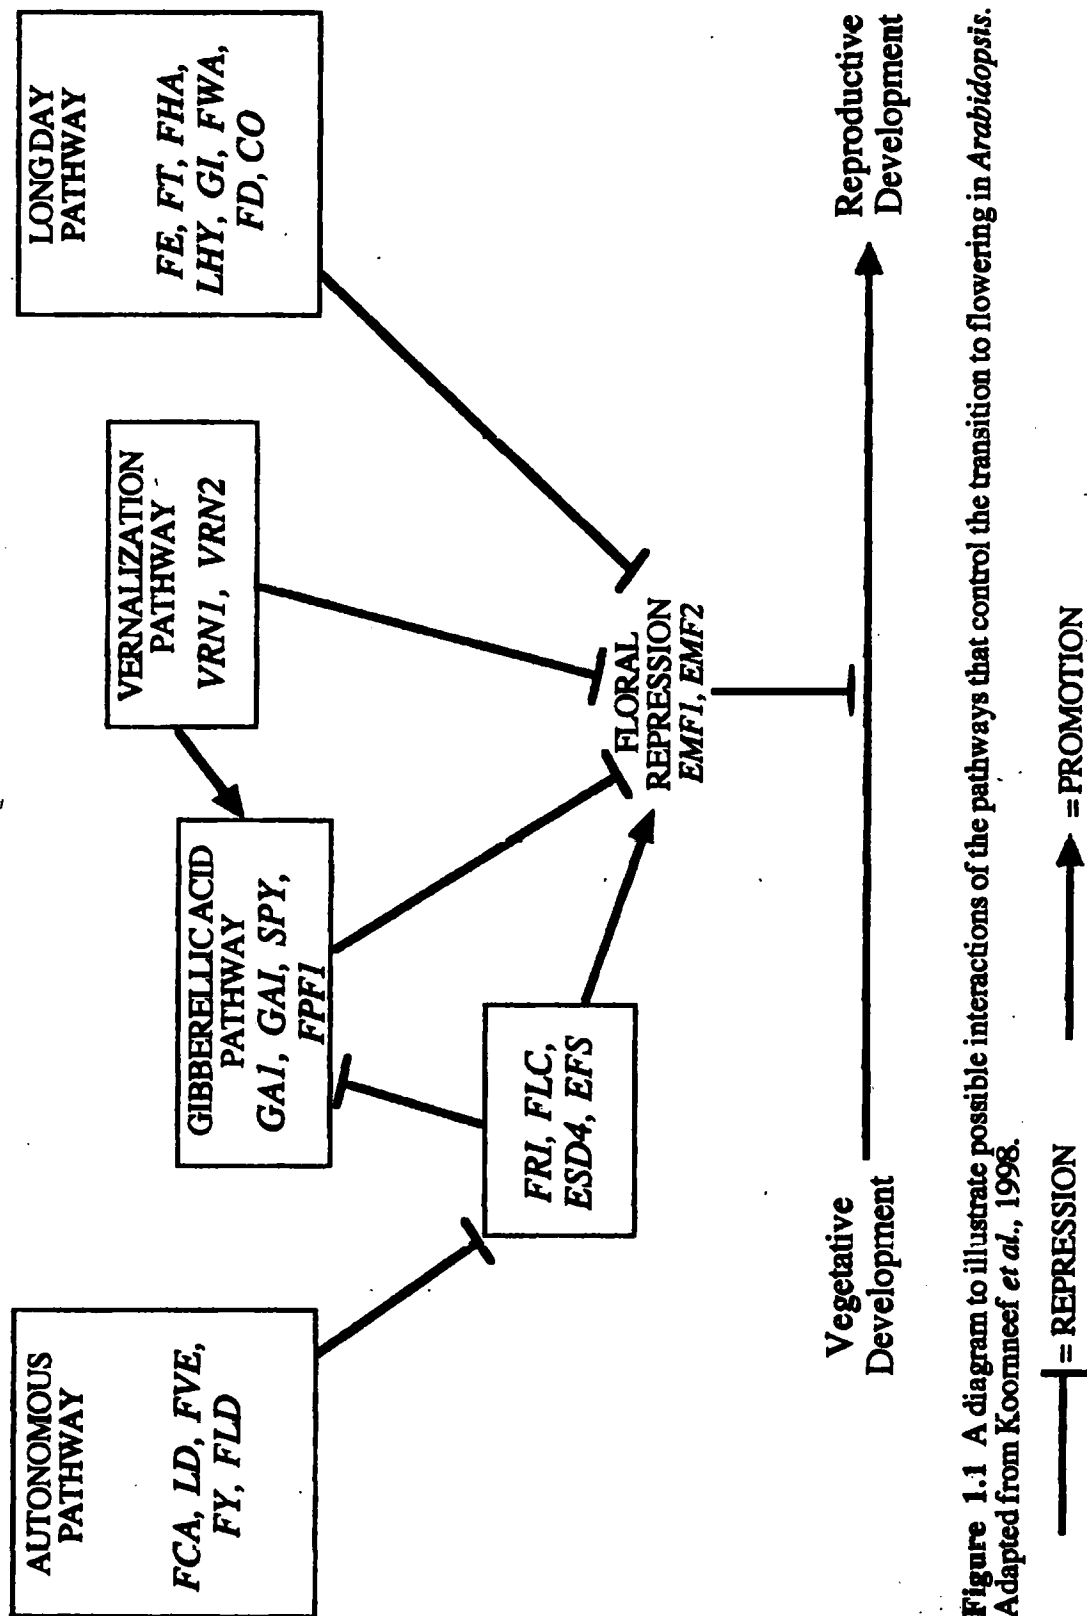 AUTONOMOUS
PATHWAY
FCA, LD, FVE,
FY, FLD
GIBBERELLIC ACID
PATHWAY
GA1, GAI, SPY,
FPF1
VERNALIZATION
PATHWAY
VRN1, VRN2
LONG DAY
PATHWAY
FE, FT, FHA,
LHY, GI, FWA,
FD, CO
FRI, FLC,
ESD4, EFS
FLORAL
REPRESSION
EMF1, EMF2
Vegetative
Development
Reproductive
Development
Figure 1.1 A diagram to illustrate possible interactions of the pathways that control the transition to flowering in Arabidopsis.
Adapted from Koornneef et al., 1998.
= REPRESSION
= PROMOTION